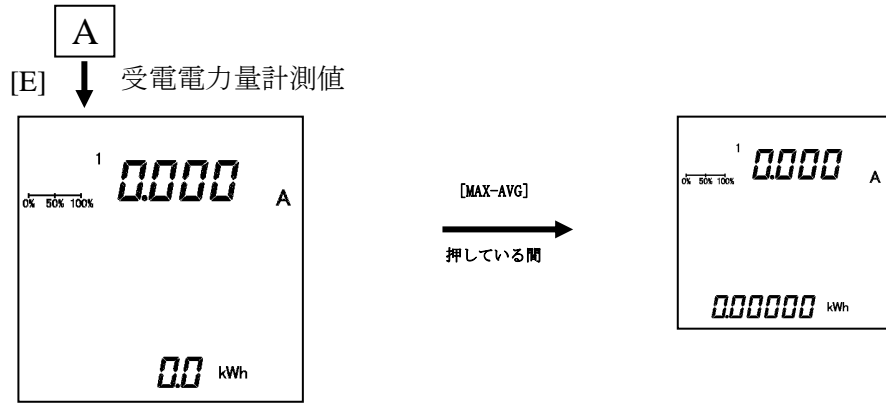 A
[E] 受電電力量計測値
1 0.000 A
0% 50% 100%
0.0 kWh
[MAX-AVG]
押している間
1 0.000 A
0% 50% 100%
0.00000 kWh